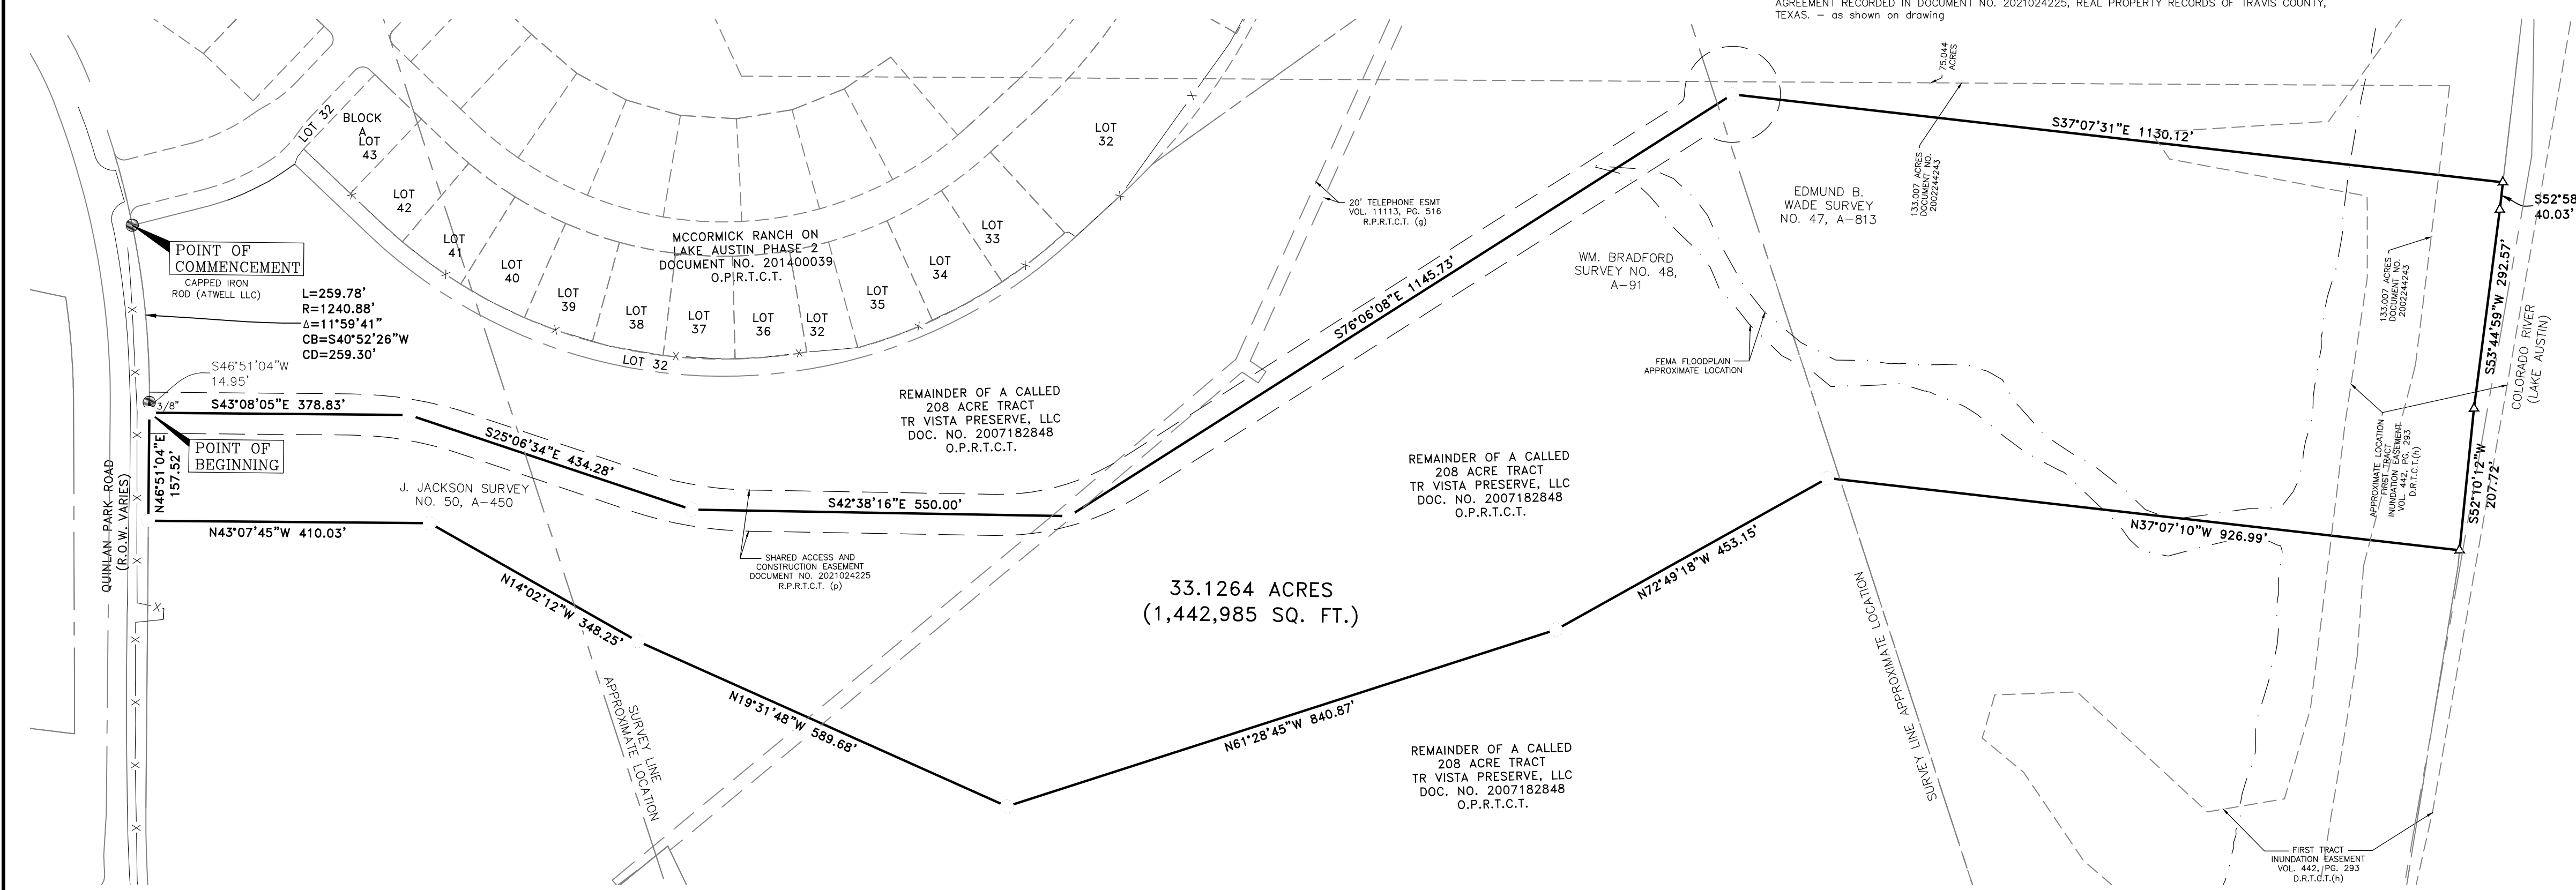 AGREEMENT RECORDED IN DOCUMENT NO. 2021024225, REAL PROPERTY RECORDS OF TRAVIS COUNTY,
TEXAS. – as shown on drawing
75.044
ACRES
LOT 32
BLOCK
A
LOT
43
LOT
42
LOT
41
LOT
40
LOT
39
LOT
38
LOT
37
LOT
36
LOT
32
LOT
35
LOT
34
LOT
33
LOT
32
LOT 32
MCCORMICK RANCH ON
LAKE AUSTIN PHASE 2
DOCUMENT NO. 201400039
O.P.R.T.C.T.
POINT OF
COMMENCEMENT
CAPPED IRON
ROD (ATWELL LLC)
L=259.78'
R=1240.88'
Δ=11°59'41"
CB=S40°52'26"W
CD=259.30'
S46°51'04"W
14.95'
3/8"
S43°08'05"E 378.83'
POINT OF
BEGINNING
N46°51'04"E
157.52'
QUINLAN PARK ROAD
(R.O.W. VARIES)
J. JACKSON SURVEY
NO. 50, A-450
N43°07'45"W 410.03'
S25°06'34"E 434.28'
S42°38'16"E 550.00'
SHARED ACCESS AND
CONSTRUCTION EASEMENT
DOCUMENT NO. 2021024225
R.P.R.T.C.T. (p)
N14°02'12"W 348.25'
SURVEY LINE
APPROXIMATE LOCATION
N19°31'48"W 589.68'
REMAINDER OF A CALLED
208 ACRE TRACT
TR VISTA PRESERVE, LLC
DOC. NO. 2007182848
O.P.R.T.C.T.
20' TELEPHONE ESMT
VOL. 11113, PG. 516
R.P.R.T.C.T. (g)
S76°06'08"E 1145.73'
33.1264 ACRES
(1,442,985 SQ. FT.)
N61°28'45"W 840.87'
REMAINDER OF A CALLED
208 ACRE TRACT
TR VISTA PRESERVE, LLC
DOC. NO. 2007182848
O.P.R.T.C.T.
REMAINDER OF A CALLED
208 ACRE TRACT
TR VISTA PRESERVE, LLC
DOC. NO. 2007182848
O.P.R.T.C.T.
N72°49'18"W 453.15'
WM. BRADFORD
SURVEY NO. 48,
A-91
EDMUND B.
WADE SURVEY
NO. 47, A-813
FEMA FLOODPLAIN
APPROXIMATE LOCATION
SURVEY LINE APPROXIMATE LOCATION
133.007 ACRES
DOCUMENT NO.
2002244243
S37°07'31"E 1130.12'
S52°58
40.03'
S53°44'59"W 292.57'
133.007 ACRES
DOCUMENT NO.
2002244243
COLORADO RIVER
(LAKE AUSTIN)
APPROXIMATE LOCATION
FIRST TRACT
INUNDATION EASEMENT
VOL. 442, PG. 293
D.R.T.C.T.(h)
S52°10'12"W
207.72'
N37°07'10"W 926.99'
FIRST TRACT
INUNDATION EASEMENT
VOL. 442, PG. 293
D.R.T.C.T.(h)